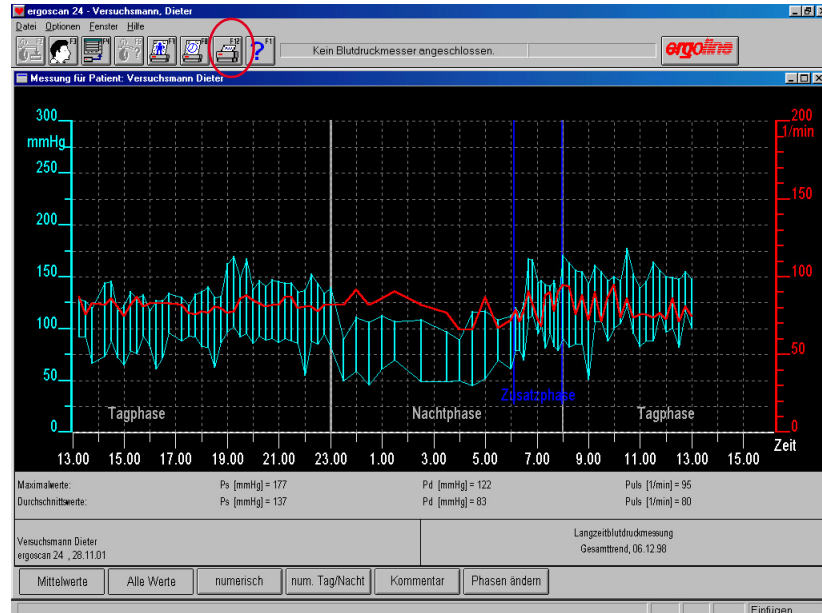 ergoscan 24 - Versuchsmann, Dieter
Datei Optionen Fenster Hilfe
F3 F4 F7 F8 F12 F1
Kein Blutdruckmesser angeschlossen.
ergoline
Messung für Patient: Versuchsmann Dieter
300
mmHg
250
200
150
100
50
0
200
1/min
150
100
50
0
Zusatzphase
Tagphase Nachtphase Tagphase
Zeit
13.00 15.00 17.00 19.00 21.00 23.00 1.00 3.00 5.00 7.00 9.00 11.00 13.00 15.00
Maximalwerte: Ps [mmHg] = 177 Pd [mmHg] = 122 Puls [1/min] = 95
Durchschnittswerte: Ps [mmHg] = 137 Pd [mmHg] = 83 Puls [1/min] = 80
Versuchsmann Dieter
ergoscan 24 , 28.11.01
Langzeitblutdruckmessung
Gesamttrend, 06.12.98
Mittelwerte Alle Werte numerisch num. Tag/Nacht Kommentar Phasen ändern
Einfügen